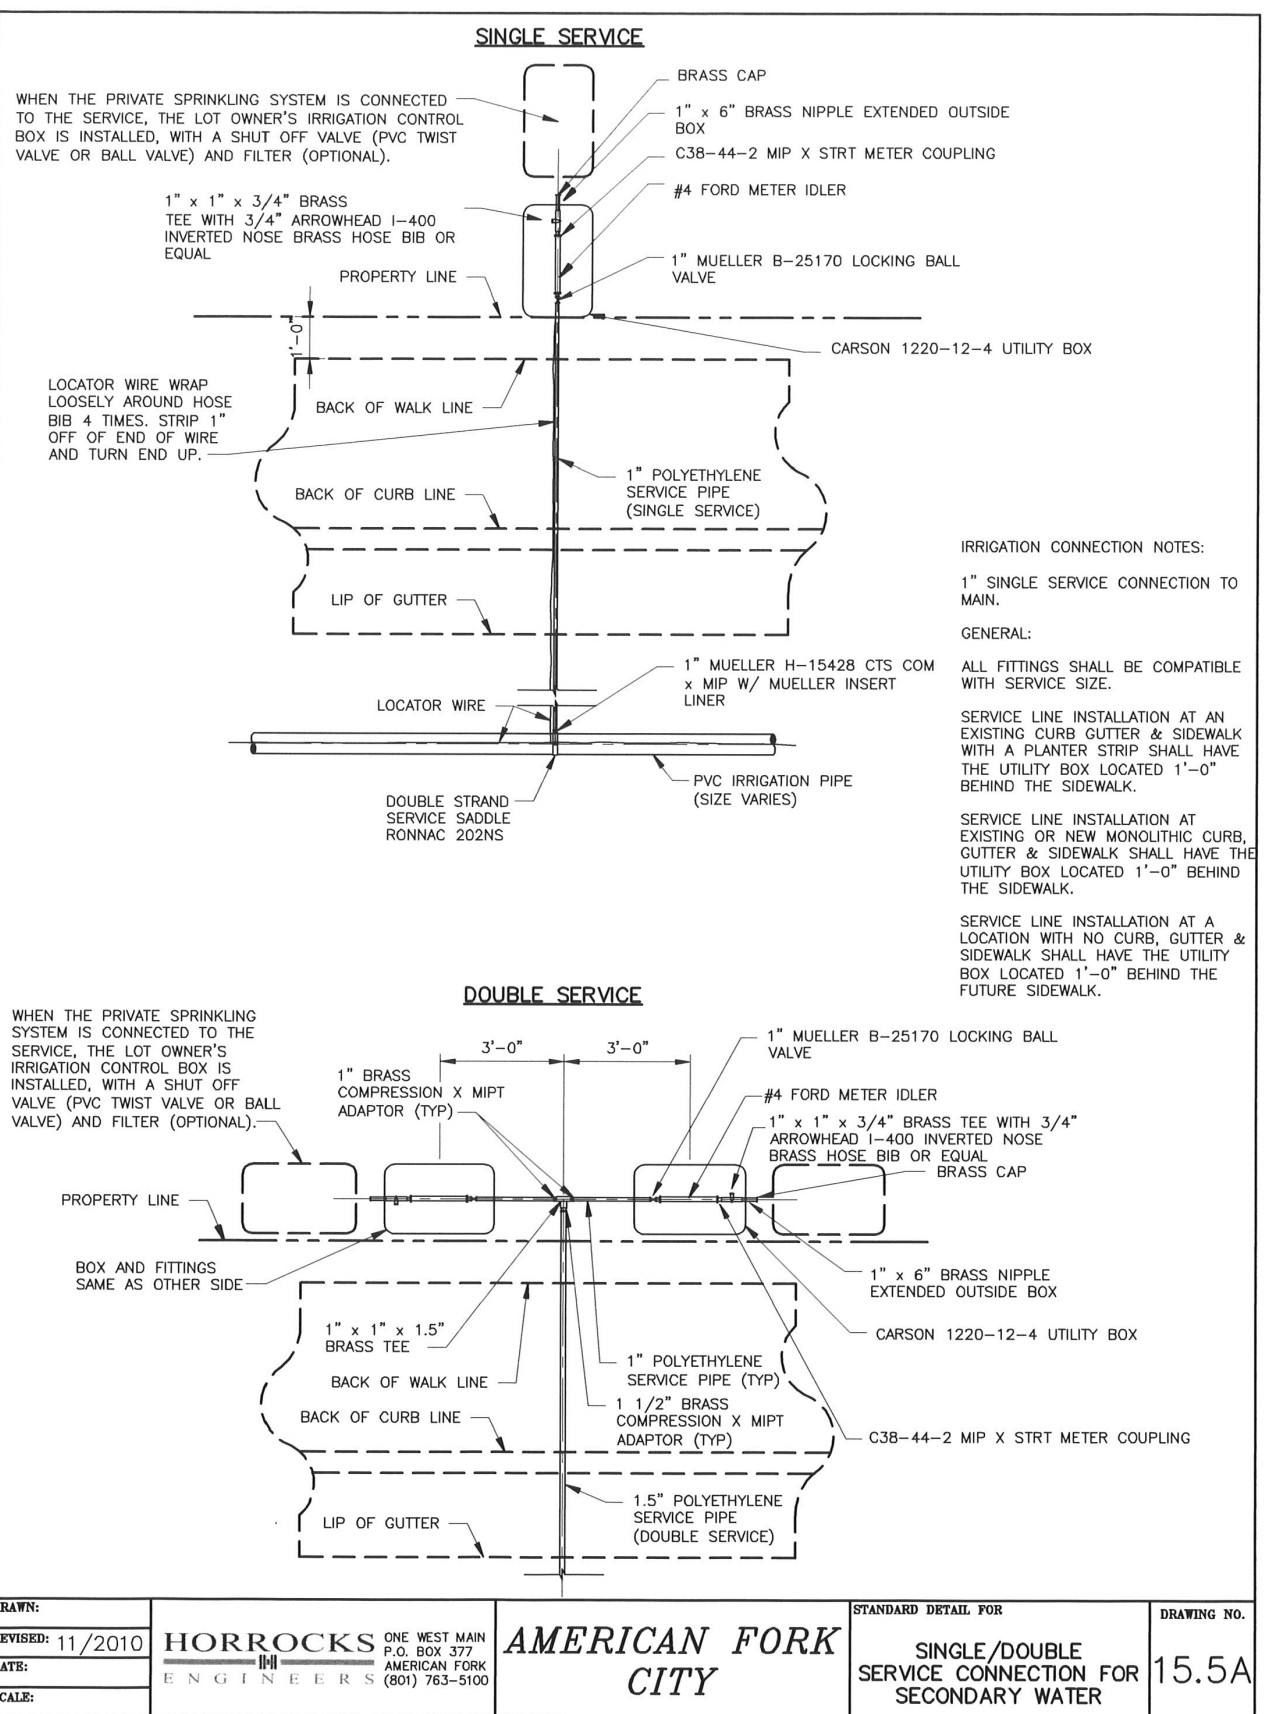 SINGLE SERVICE
WHEN THE PRIVATE SPRINKLING SYSTEM IS CONNECTED
TO THE SERVICE, THE LOT OWNER'S IRRIGATION CONTROL
BOX IS INSTALLED, WITH A SHUT OFF VALVE (PVC TWIST
VALVE OR BALL VALVE) AND FILTER (OPTIONAL).
BRASS CAP
1" x 6" BRASS NIPPLE EXTENDED OUTSIDE
BOX
C38-44-2 MIP X STRT METER COUPLING
#4 FORD METER IDLER
1" x 1" x 3/4" BRASS
TEE WITH 3/4" ARROWHEAD I-400
INVERTED NOSE BRASS HOSE BIB OR
EQUAL
1" MUELLER B-25170 LOCKING BALL
VALVE
PROPERTY LINE
1'-0"
CARSON 1220-12-4 UTILITY BOX
LOCATOR WIRE WRAP
LOOSELY AROUND HOSE
BIB 4 TIMES. STRIP 1"
OFF OF END OF WIRE
AND TURN END UP.
BACK OF WALK LINE
1" POLYETHYLENE
SERVICE PIPE
(SINGLE SERVICE)
BACK OF CURB LINE
LIP OF GUTTER
1" MUELLER H-15428 CTS COM
x MIP W/ MUELLER INSERT
LINER
LOCATOR WIRE
PVC IRRIGATION PIPE
(SIZE VARIES)
DOUBLE STRAND
SERVICE SADDLE
RONNAC 202NS
IRRIGATION CONNECTION NOTES:
1" SINGLE SERVICE CONNECTION TO
MAIN.
GENERAL:
ALL FITTINGS SHALL BE COMPATIBLE
WITH SERVICE SIZE.
SERVICE LINE INSTALLATION AT AN
EXISTING CURB GUTTER & SIDEWALK
WITH A PLANTER STRIP SHALL HAVE
THE UTILITY BOX LOCATED 1'-0"
BEHIND THE SIDEWALK.
SERVICE LINE INSTALLATION AT
EXISTING OR NEW MONOLITHIC CURB,
GUTTER & SIDEWALK SHALL HAVE THE
UTILITY BOX LOCATED 1'-0" BEHIND
THE SIDEWALK.
SERVICE LINE INSTALLATION AT A
LOCATION WITH NO CURB, GUTTER &
SIDEWALK SHALL HAVE THE UTILITY
BOX LOCATED 1'-0" BEHIND THE
FUTURE SIDEWALK.
DOUBLE SERVICE
WHEN THE PRIVATE SPRINKLING
SYSTEM IS CONNECTED TO THE
SERVICE, THE LOT OWNER'S
IRRIGATION CONTROL BOX IS
INSTALLED, WITH A SHUT OFF
VALVE (PVC TWIST VALVE OR BALL
VALVE) AND FILTER (OPTIONAL).
3'-0"
3'-0"
1" BRASS
COMPRESSION X MIPT
ADAPTOR (TYP)
1" MUELLER B-25170 LOCKING BALL
VALVE
#4 FORD METER IDLER
1" x 1" x 3/4" BRASS TEE WITH 3/4"
ARROWHEAD I-400 INVERTED NOSE
BRASS HOSE BIB OR EQUAL
BRASS CAP
PROPERTY LINE
BOX AND FITTINGS
SAME AS OTHER SIDE
1" x 6" BRASS NIPPLE
EXTENDED OUTSIDE BOX
1" x 1" x 1.5"
BRASS TEE
CARSON 1220-12-4 UTILITY BOX
1" POLYETHYLENE
SERVICE PIPE (TYP)
BACK OF WALK LINE
1 1/2" BRASS
COMPRESSION X MIPT
ADAPTOR (TYP)
BACK OF CURB LINE
C38-44-2 MIP X STRT METER COUPLING
1.5" POLYETHYLENE
SERVICE PIPE
(DOUBLE SERVICE)
LIP OF GUTTER
RAWN:
EVISED: 11/2010
ATE:
CALE:
HORROCKS
ENGINEERS
ONE WEST MAIN
P.O. BOX 377
AMERICAN FORK
(801) 763-5100
AMERICAN FORK
CITY
STANDARD DETAIL FOR
SINGLE/DOUBLE
SERVICE CONNECTION FOR
SECONDARY WATER
DRAWING NO.
15.5A